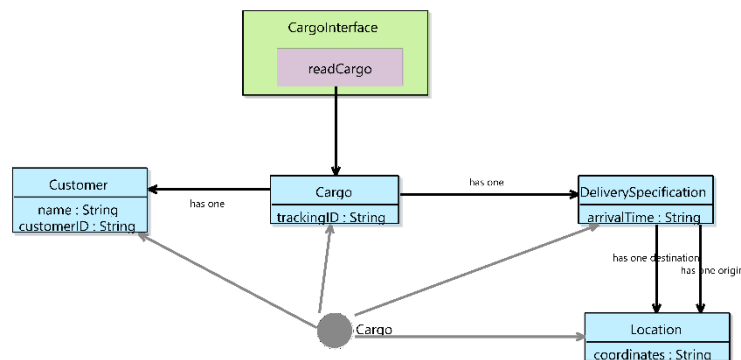 CargoInterface
readCargo
Customer
name : String
customerID : String
has one
Cargo
trackingID : String
has one
DeliverySpecification
arrivalTime : String
has one destination
has one origin
Cargo
Location
coordinates : String